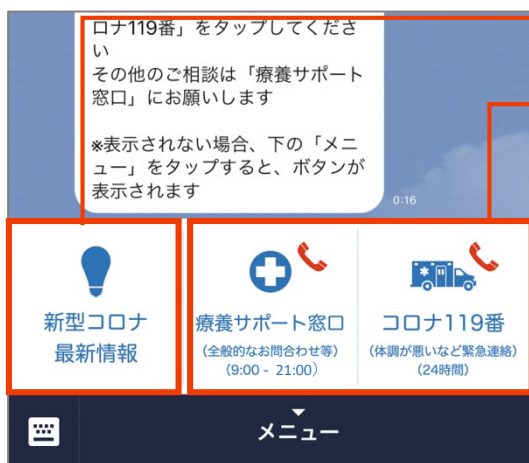 ロナ119番」をタップしてくださ
い
その他のご相談は「療養サポート
窓口」にお願いします
※表示されない場合、下の「メニ
ュー」をタップすると、ボタンが
表示されます
0:16
新型コロナ
最新情報
療養サポート窓口
(全般的なお問合わせ等)
(9:00 - 21:00)
コロナ119番
(体調が悪いなど緊急連絡)
(24時間)
メニュー